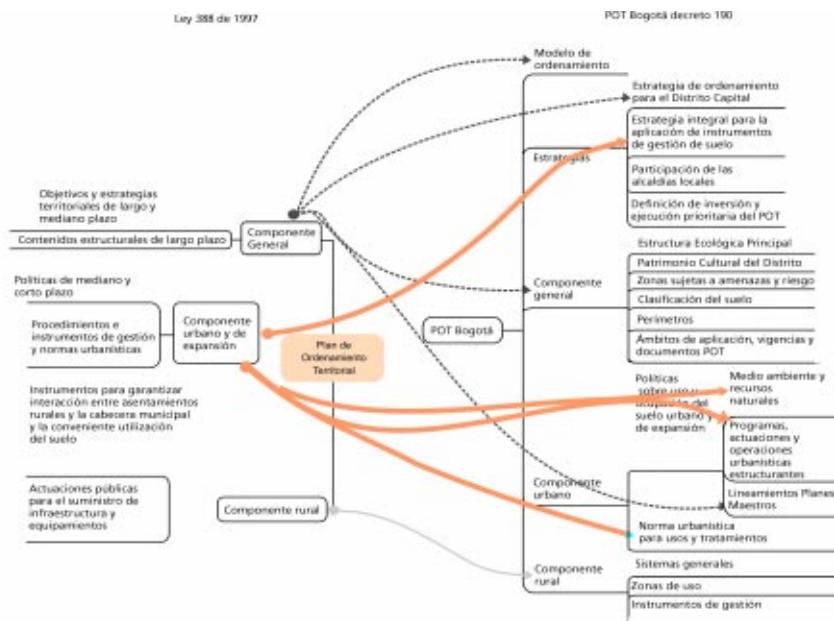 Ley 388 de 1997
POT Bogotá decreto 190
Objetivos y estrategias
territoriales de largo y
mediano plazo
Contenidos estructurales de largo plazo
Componente
General
Políticas de mediano y
corto plazo
Procedimientos e
instrumentos de gestión
y normas urbanísticas
Componente
urbano y de
expansión
Plan de
Ordenamiento
Territorial
Instrumentos para garantizar
interacción entre asentamientos
rurales y la cabecera municipal
y la conveniente utilización
del suelo
Actuaciones públicas
para el suministro de
infraestructura y
equipamientos
Componente rural
POT Bogotá
Modelo de
ordenamiento
Estrategias
Estrategia de ordenamiento
para el Distrito Capital
Estrategia integral para la
aplicación de instrumentos
de gestión de suelo
Participación de las
alcaldías locales
Definición de inversión y
ejecución prioritaria del POT
Componente
general
Estructura Ecológica Principal
Patrimonio Cultural del Distrito
Zonas sujetas a amenazas y riesgo
Clasificación del suelo
Perímetros
Ámbitos de aplicación, vigencias y
documentos POT
Componente
urbano
Políticas
sobre uso y
del
suelo urbano y
de expansión
Medio ambiente y
recursos
naturales
Programas,
actuaciones y
operaciones
urbanísticas
estructurantes
Lineamientos Planes
Maestros
Norma urbanística
para usos y tratamientos
Componente
rural
Sistemas generales
Zonas de uso
Instrumentos de gestión